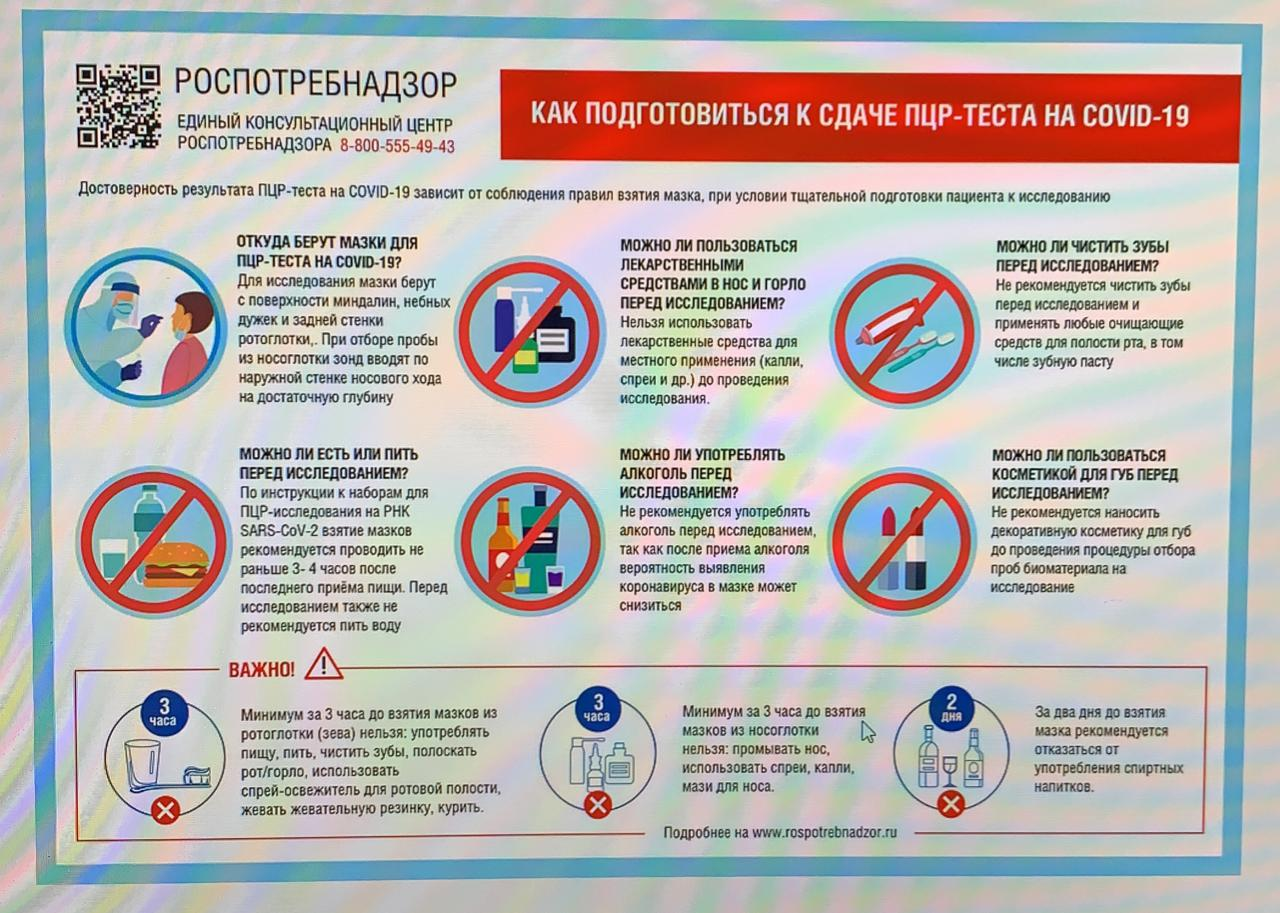 РОСПОТРЕБНАДЗОР
ЕДИНЫЙ КОНСУЛЬТАЦИОННЫЙ ЦЕНТР
РОСПОТРЕБНАДЗОРА 8-800-555-49-43
КАК ПОДГОТОВИТЬСЯ К СДАЧЕ ПЦР-ТЕСТА НА COVID-19
Достоверность результата ПЦР-теста на COVID-19 зависит от соблюдения правил взятия мазка, при условии тщательной подготовки пациента к исследованию
ОТКУДА БЕРУТ МАЗКИ ДЛЯ
ПЦР-ТЕСТА НА COVID-19?
Для исследования мазки берут
с поверхности миндалин, небных
дужек и задней стенки
ротоглотки,. При отборе пробы
из носоглотки зонд вводят по
наружной стенке носового хода
на достаточную глубину
МОЖНО ЛИ ПОЛЬЗОВАТЬСЯ
ЛЕКАРСТВЕННЫМИ
СРЕДСТВАМИ В НОС И ГОРЛО
ПЕРЕД ИССЛЕДОВАНИЕМ?
Нельзя использовать
лекарственные средства для
местного применения (капли,
спреи и др.) до проведения
исследования.
МОЖНО ЛИ ЧИСТИТЬ ЗУБЫ
ПЕРЕД ИССЛЕДОВАНИЕМ?
Не рекомендуется чистить зубы
перед исследованием и
применять любые очищающие
средств для полости рта, в том
числе зубную пасту
МОЖНО ЛИ ЕСТЬ ИЛИ ПИТЬ
ПЕРЕД ИССЛЕДОВАНИЕМ?
По инструкции к наборам для
ПЦР-исследования на РНК
SARS-CoV-2 взятие мазков
рекомендуется проводить не
раньше 3- 4 часов после
последнего приёма пищи. Перед
исследованием также не
рекомендуется пить воду
МОЖНО ЛИ УПОТРЕБЛЯТЬ
АЛКОГОЛЬ ПЕРЕД
ИССЛЕДОВАНИЕМ?
Не рекомендуется употреблять
алкоголь перед исследованием,
так как после приема алкоголя
вероятность выявления
коронавируса в мазке может
снизиться
МОЖНО ЛИ ПОЛЬЗОВАТЬСЯ
КОСМЕТИКОЙ ДЛЯ ГУБ ПЕРЕД
ИССЛЕДОВАНИЕМ?
Не рекомендуется наносить
декоративную косметику для губ
до проведения процедуры отбора
проб биоматериала на
исследование
ВАЖНО!
3
часа
Минимум за 3 часа до взятия мазков из
ротоглотки (зева) нельзя: употреблять
пищу, пить, чистить зубы, полоскать
рот/горло, использовать
спрей-освежитель для ротовой полости,
жевать жевательную резинку, курить.
3
часа
Минимум за 3 часа до взятия
мазков из носоглотки
нельзя: промывать нос,
использовать спреи, капли,
мази для носа.
2
дня
За два дня до взятия
мазка рекомендуется
отказаться от
употребления спиртных
напитков.
Подробнее на www.rospotrebnadzor.ru